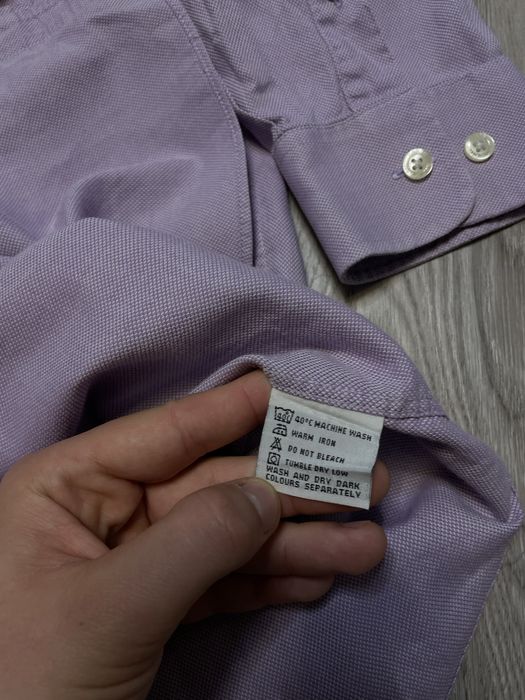 40°C MACHINE WASH
WARM IRON
DO NOT BLEACH
TUMBLE DRY LOW
WASH AND DRY DARK
COLOURS SEPARATELY